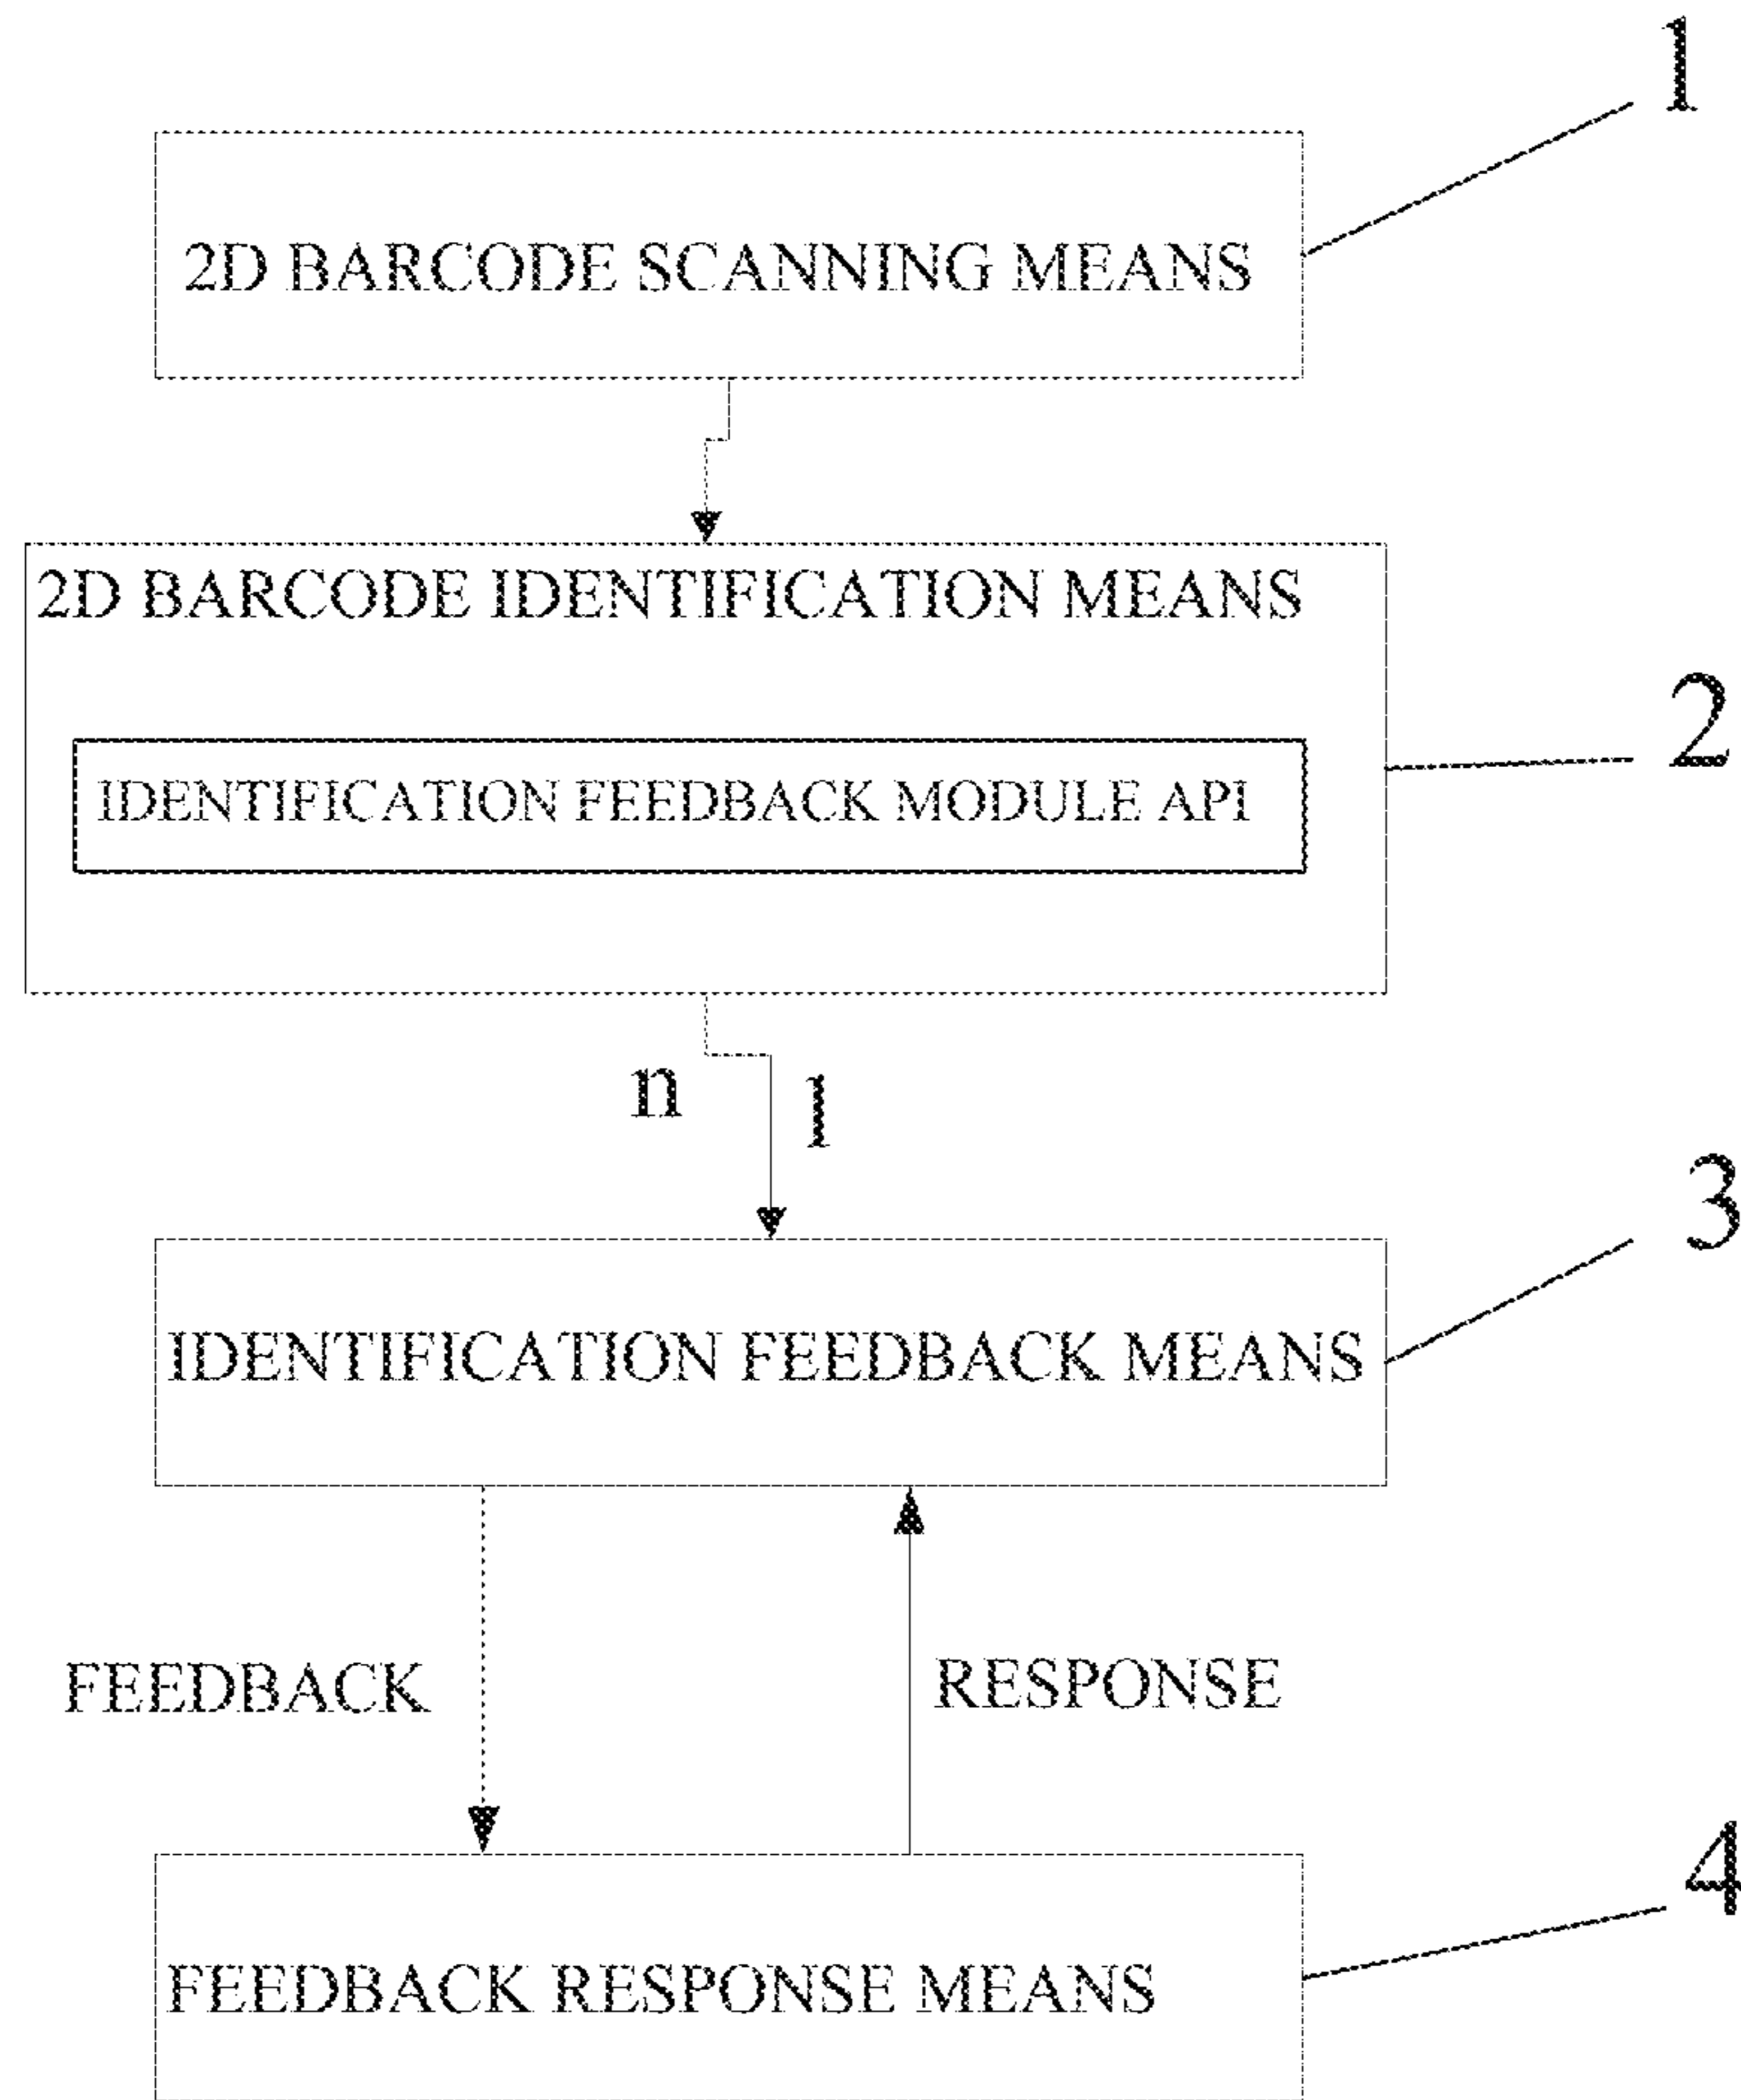 1
2D BARCODE SCANNING MEANS
2D BARCODE IDENTIFICATION MEANS
2
IDENTIFICATION FEEDBACK MODULE API
n 1
3
IDENTIFICATION FEEDBACK MEANS
FEEDBACK RESPONSE
4
FEEDBACK RESPONSE MEANS